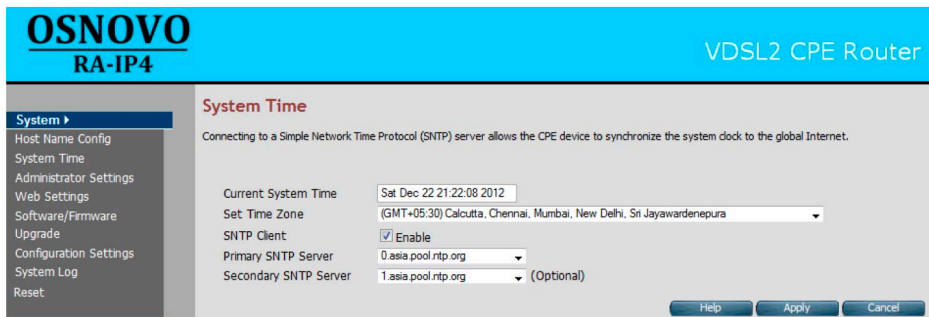 OSNOVO
RA-IP4
VDSL2 CPE Router
System
Host Name Config
System Time
Administrator Settings
Web Settings
Software/Firmware
Upgrade
Configuration Settings
System Log
Reset
System Time
Connecting to a Simple Network Time Protocol (SNTP) server allows the CPE device to synchronize the system clock to the global Internet.
Current System Time Sat Dec 22 21:22:08 2012
Set Time Zone (GMT+05:30) Calcutta, Chennai, Mumbai, New Delhi, Sri Jayawardenepura
SNTP Client Enable
Primary SNTP Server 0.asia.pool.ntp.org
Secondary SNTP Server 1.asia.pool.ntp.org (Optional)
Help Apply Cancel